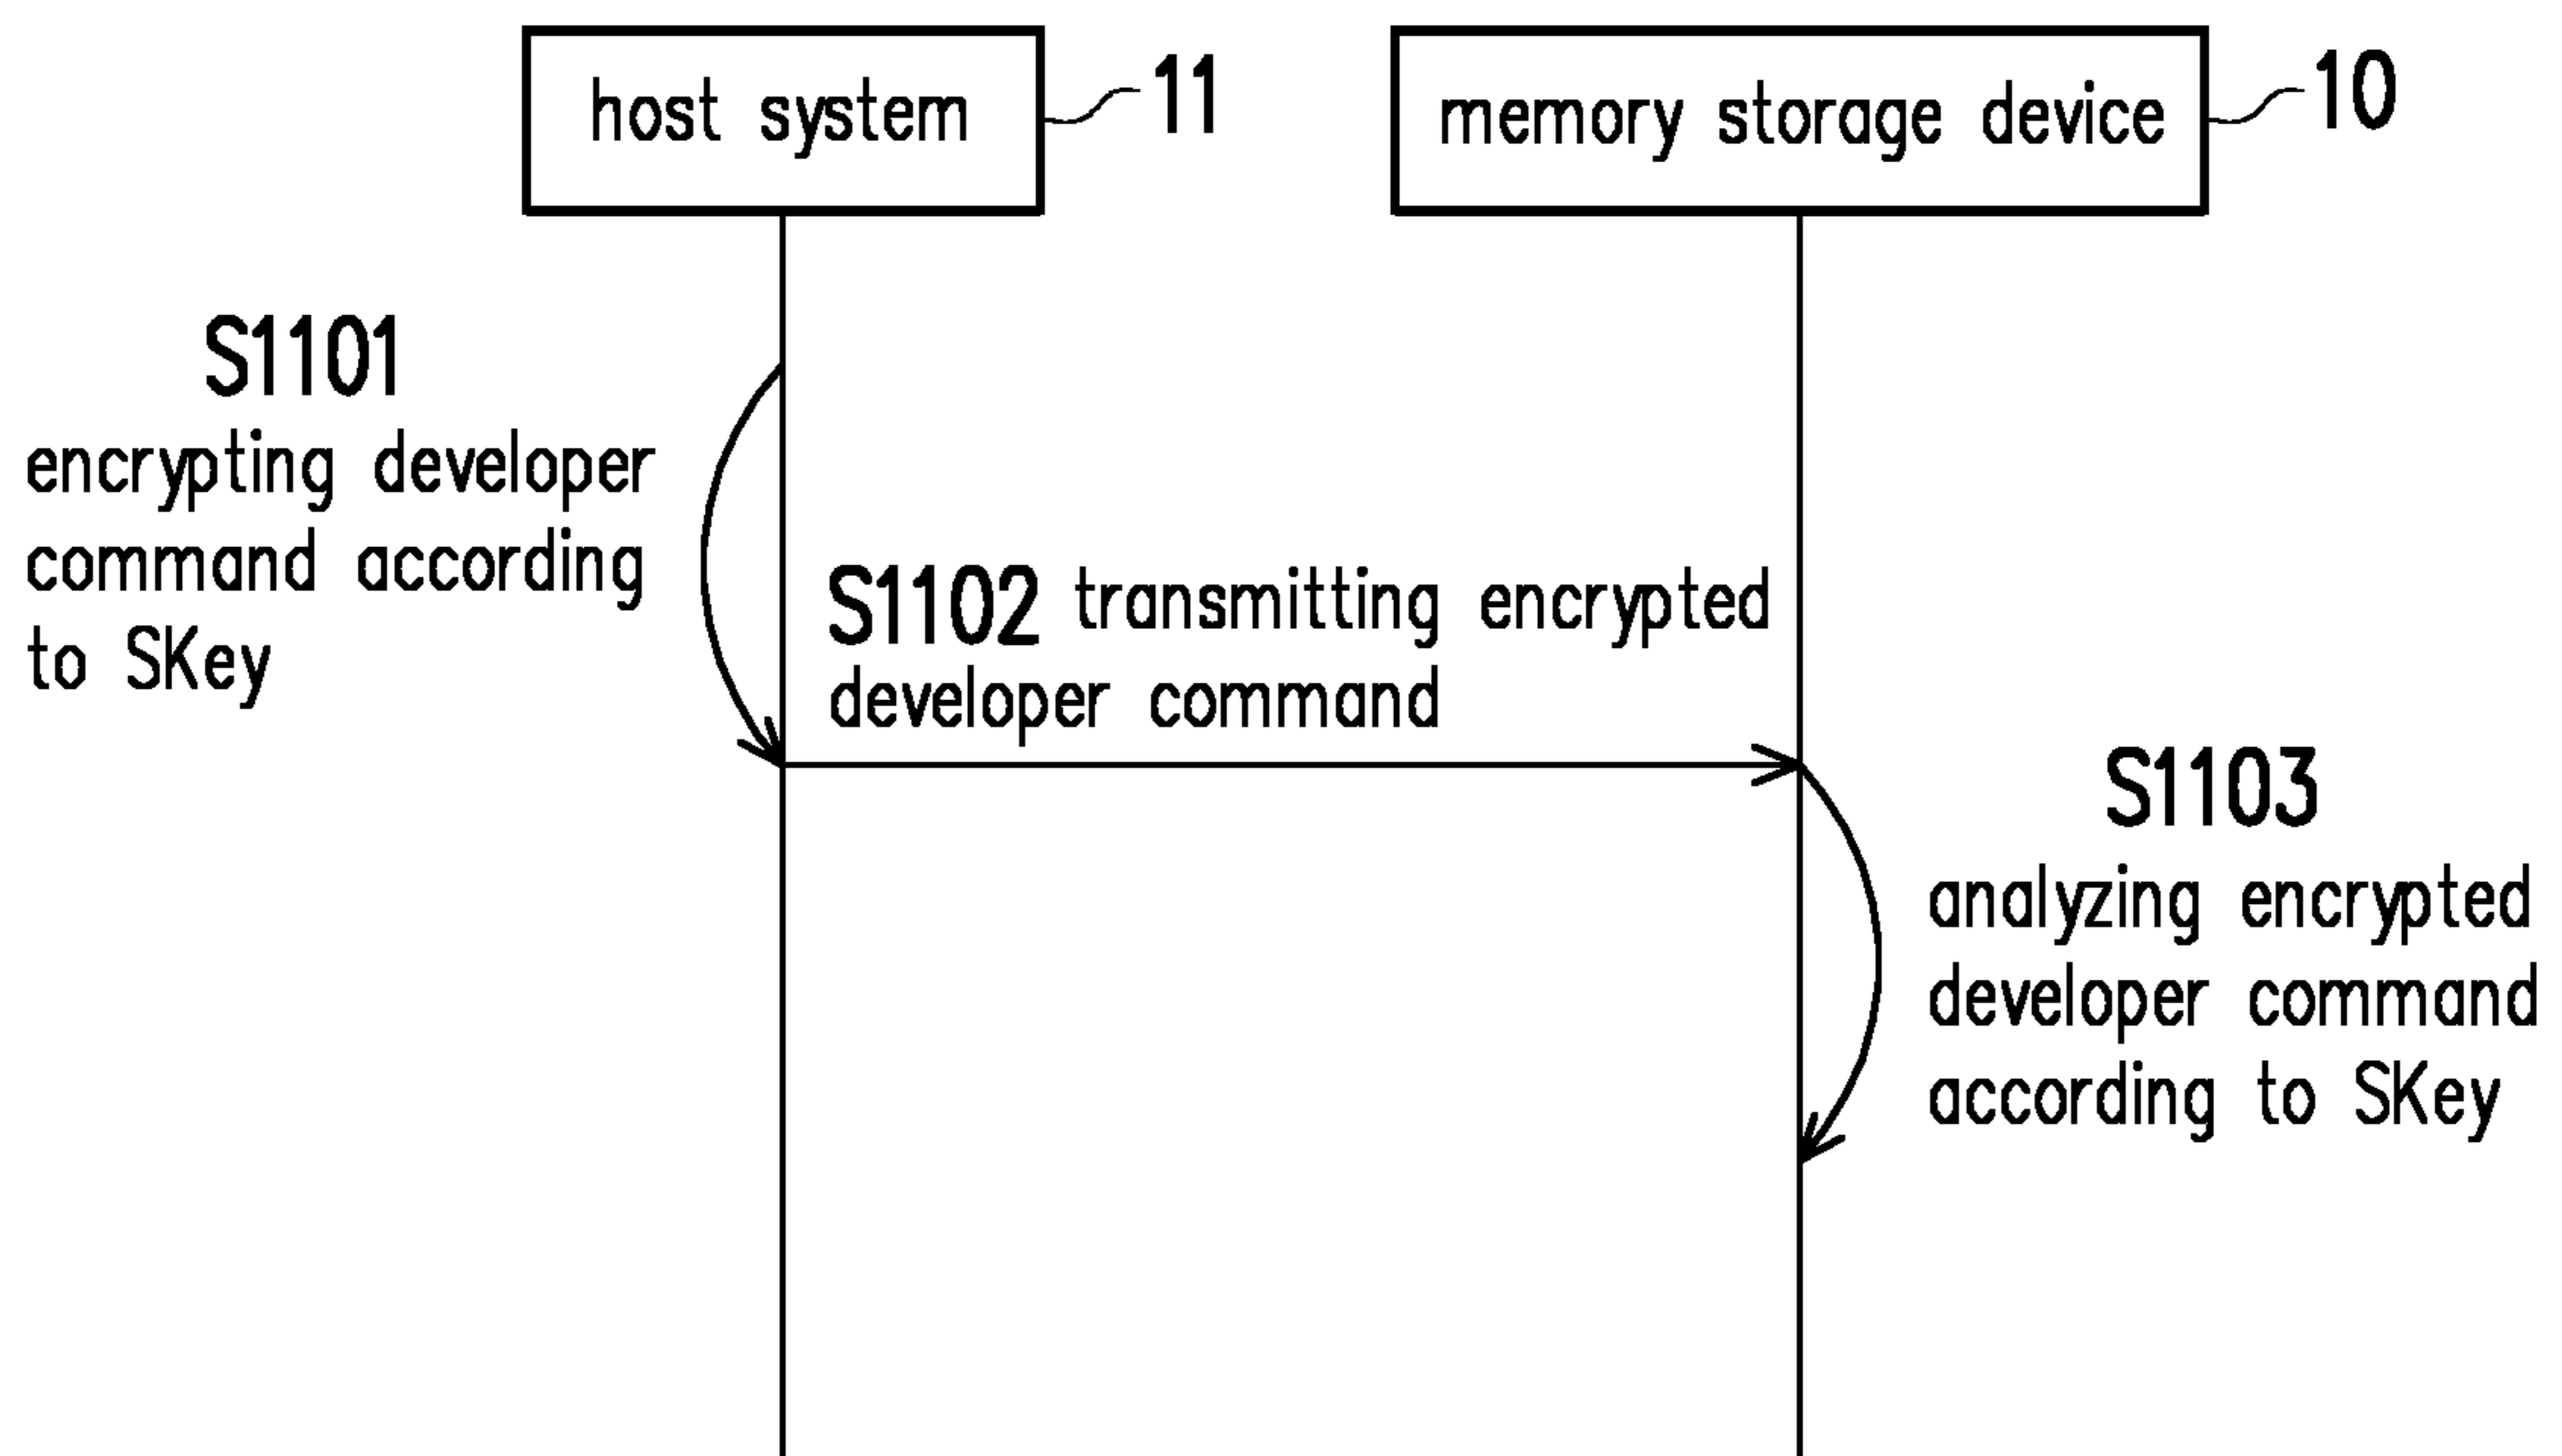 host system
11
memory storage device
10
S1101
encrypting developer
command according
to SKey
S1102 transmitting encrypted
developer command
S1103
analyzing encrypted
developer command
according to SKey